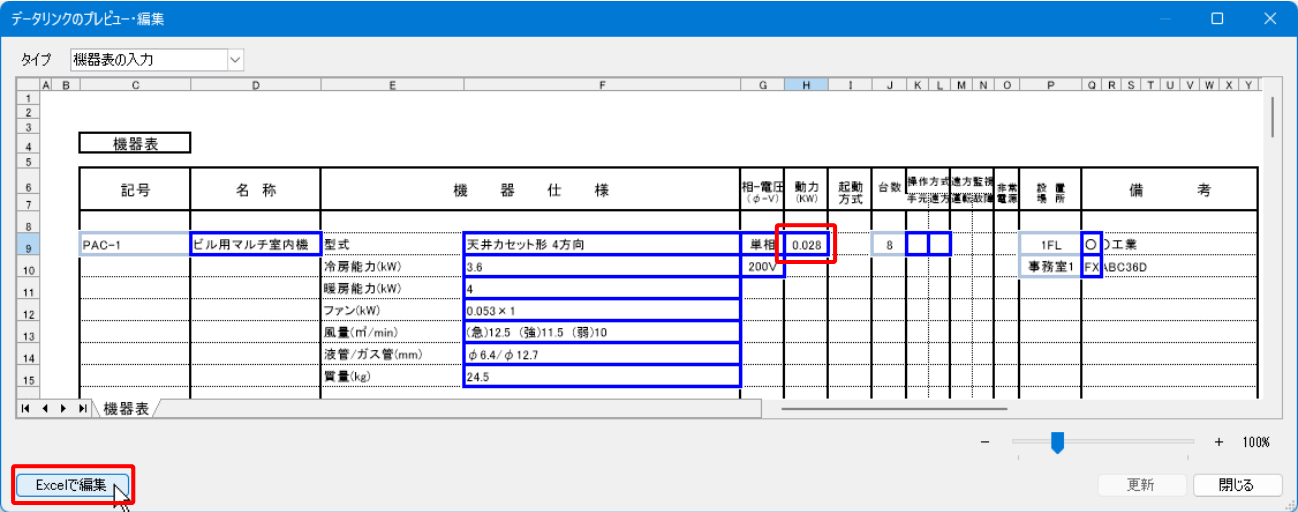 データリンクのプレビュー・編集
タイプ 機器表の入力
A B C D E F G H I J K L M N O P Q R S T U V W X Y
1
2
3
4 機器表
5
6 記号 名 称 機 器 仕 様 相-電圧 動力 起動 台数 操作方式 遠方監視 非常 設 置 備 考
7 (φ-V) (KW) 方式 手元 遠方 運転 故障 電源 場 所
8
9 PAC-1 ビル用マルチ室内機 型式 天井カセット形 4方向 単相 0.028 8 1FL 〇〇工業
10 冷房能力(kW) 3.6 200V 事務室1 FXABC36D
11 暖房能力(kW) 4
12 ファン(kW) 0.053×1
13 風量(㎥/min) (急)12.5 (強)11.5 (弱)10
14 液管/ガス管(mm) φ6.4/φ12.7
15 質量(kg) 24.5
機器表
- + 100%
Excelで編集 更新 閉じる